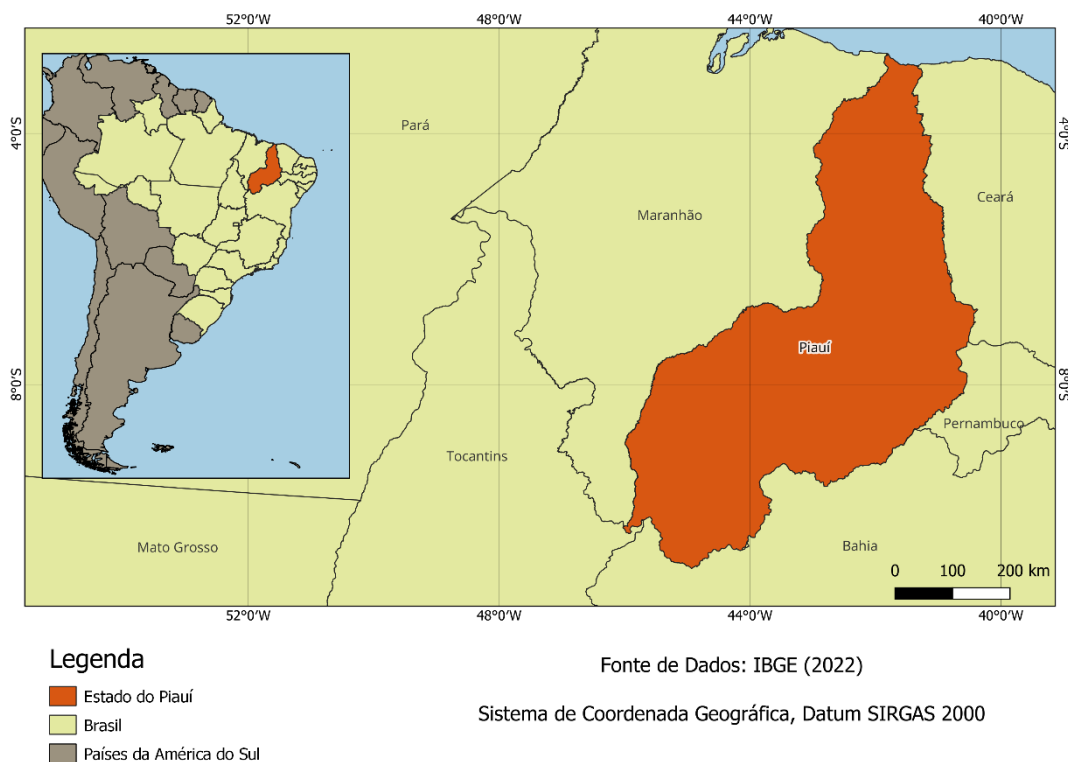 52°0'W 48°0'W 44°0'W 40°0'W
4°0'S
Pará
4°0'S
Maranhão
Ceará
Piauí
8°0'S
8°0'S
Pernambuco
Tocantins
Mato Grosso
Bahia
0 100 200 km
52°0'W 48°0'W 44°0'W 40°0'W
Legenda
Estado do Piauí
Brasil
Países da América do Sul
Fonte de Dados: IBGE (2022)
Sistema de Coordenada Geográfica, Datum SIRGAS 2000